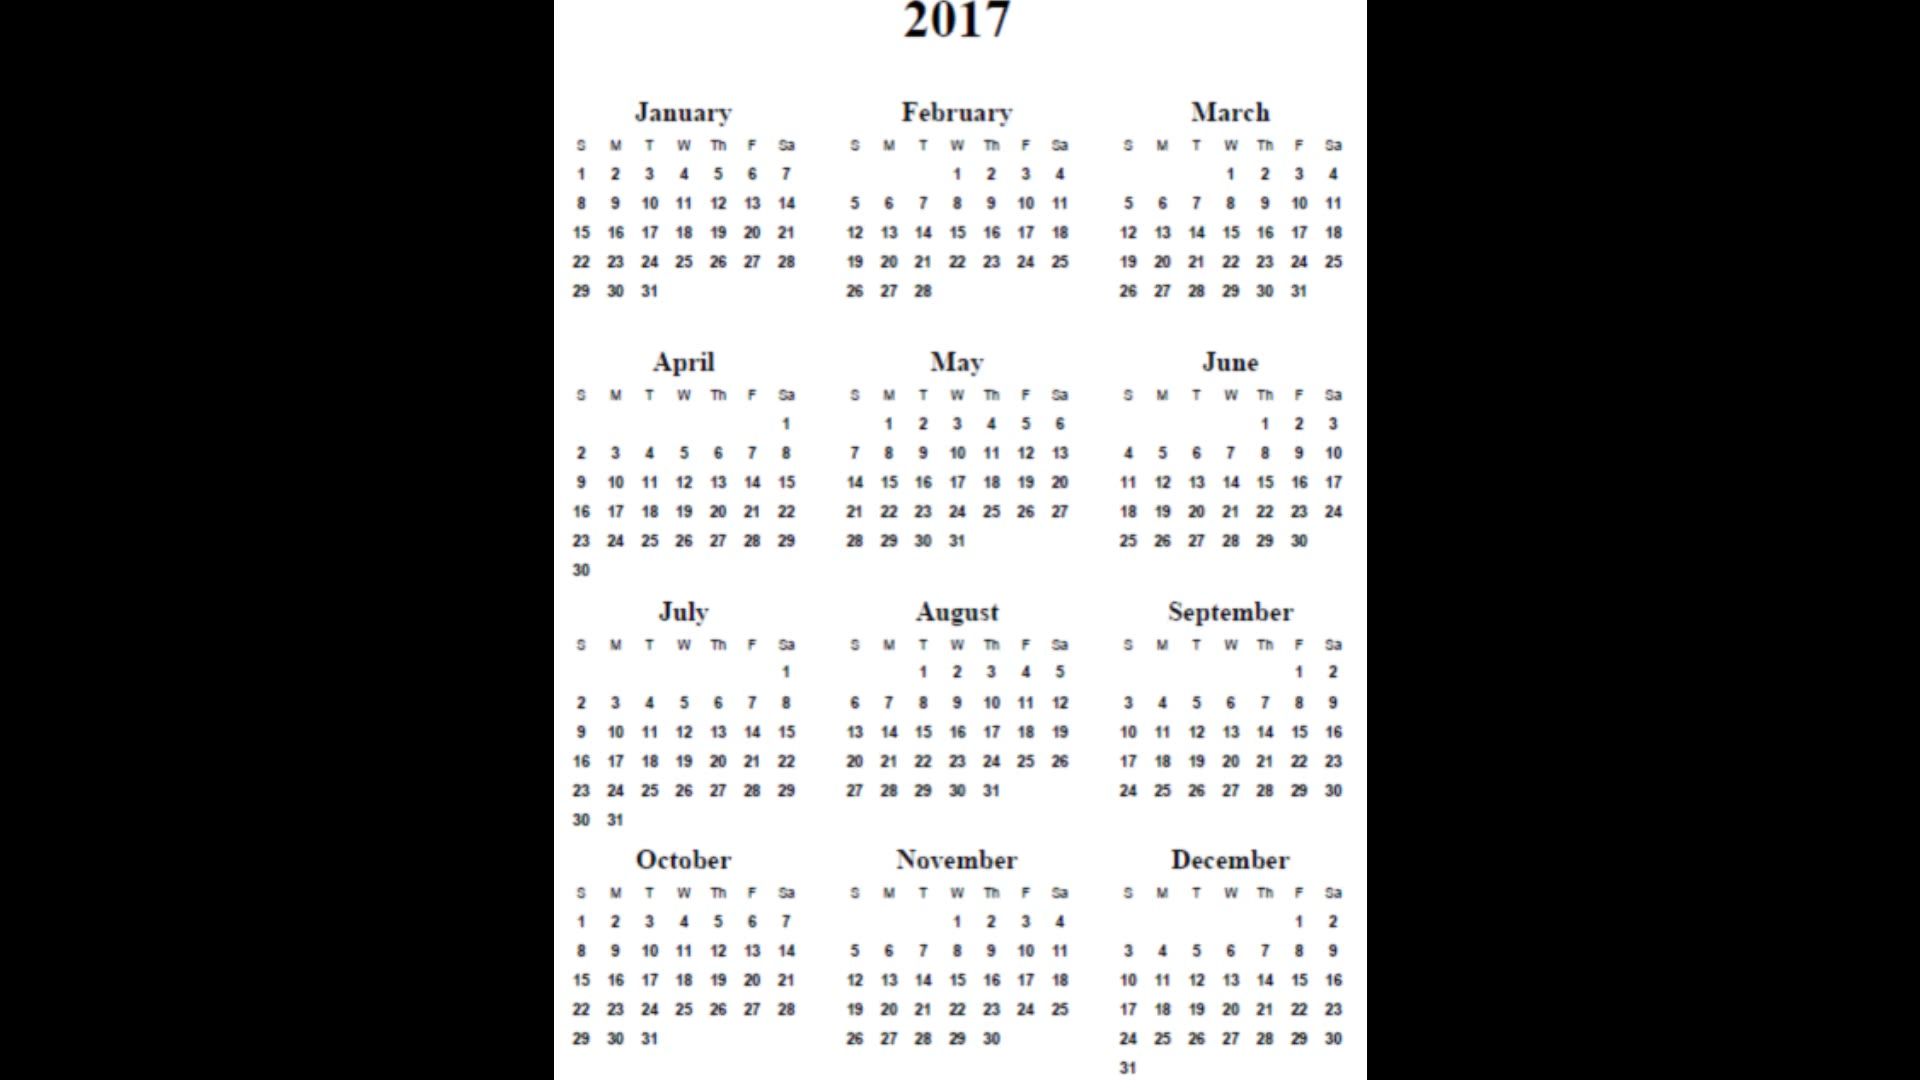 2017
January February March
S M T W Th F Sa S M T W Th F Sa S M T W Th F Sa
1 2 3 4 5 6 7 1 2 3 4 1 2 3 4
8 9 10 11 12 13 14 5 6 7 8 9 10 11 5 6 7 8 9 10 11
15 16 17 18 19 20 21 12 13 14 15 16 17 18 12 13 14 15 16 17 18
22 23 24 25 26 27 28 19 20 21 22 23 24 25 19 20 21 22 23 24 25
29 30 31 26 27 28 26 27 28 29 30 31
April May June
S M T W Th F Sa S M T W Th F Sa S M T W Th F Sa
1 1 2 3 4 5 6 1 2 3
2 3 4 5 6 7 8 7 8 9 10 11 12 13 4 5 6 7 8 9 10
9 10 11 12 13 14 15 14 15 16 17 18 19 20 11 12 13 14 15 16 17
16 17 18 19 20 21 22 21 22 23 24 25 26 27 18 19 20 21 22 23 24
23 24 25 26 27 28 29 28 29 30 31 25 26 27 28 29 30
30
July August September
S M T W Th F Sa S M T W Th F Sa S M T W Th F Sa
1 1 2 3 4 5 1 2
2 3 4 5 6 7 8 6 7 8 9 10 11 12 3 4 5 6 7 8 9
9 10 11 12 13 14 15 13 14 15 16 17 18 19 10 11 12 13 14 15 16
16 17 18 19 20 21 22 20 21 22 23 24 25 26 17 18 19 20 21 22 23
23 24 25 26 27 28 29 27 28 29 30 31 24 25 26 27 28 29 30
30 31
October November December
S M T W Th F Sa S M T W Th F Sa S M T W Th F Sa
1 2 3 4 5 6 7 1 2 3 4 1 2
8 9 10 11 12 13 14 5 6 7 8 9 10 11 3 4 5 6 7 8 9
15 16 17 18 19 20 21 12 13 14 15 16 17 18 10 11 12 13 14 15 16
22 23 24 25 26 27 28 19 20 21 22 23 24 25 17 18 19 20 21 22 23
29 30 31 26 27 28 29 30 24 25 26 27 28 29 30
31